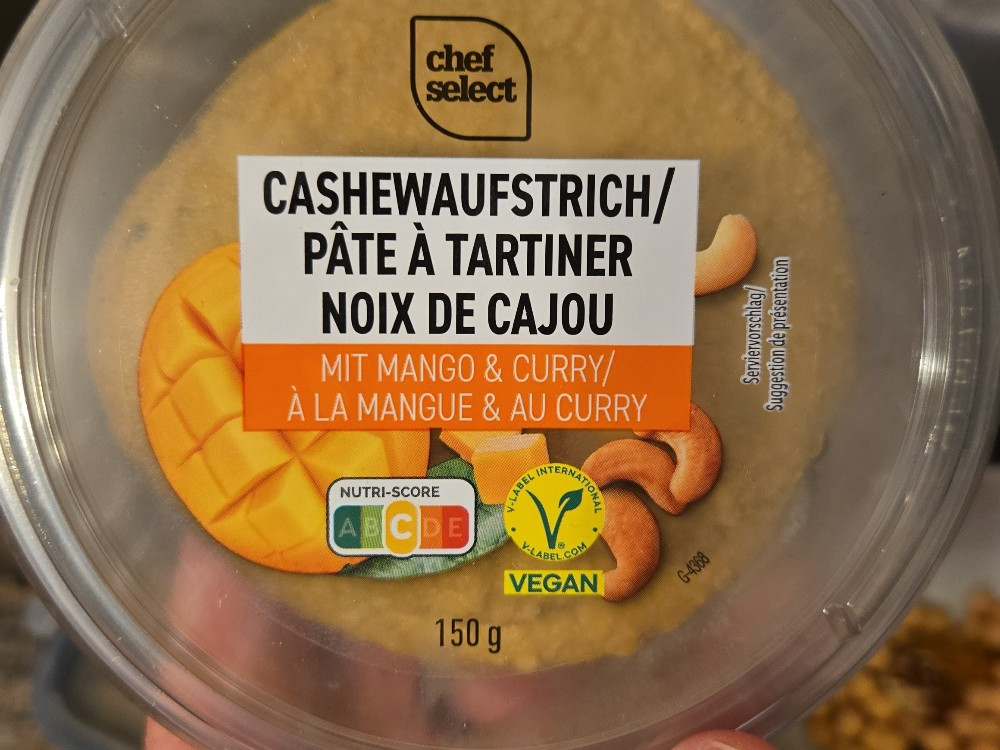 chef
select
CASHEWAUFSTRICH/
PÂTE À TARTINER
NOIX DE CAJOU
MIT MANGO & CURRY/
À LA MANGUE & AU CURRY
Serviervorschlag/
Suggestion de présentation
NUTRI-SCORE
A B C D E
V-LABEL INTERNATIONAL
V-LABEL.COM
VEGAN
G-4368
150 g